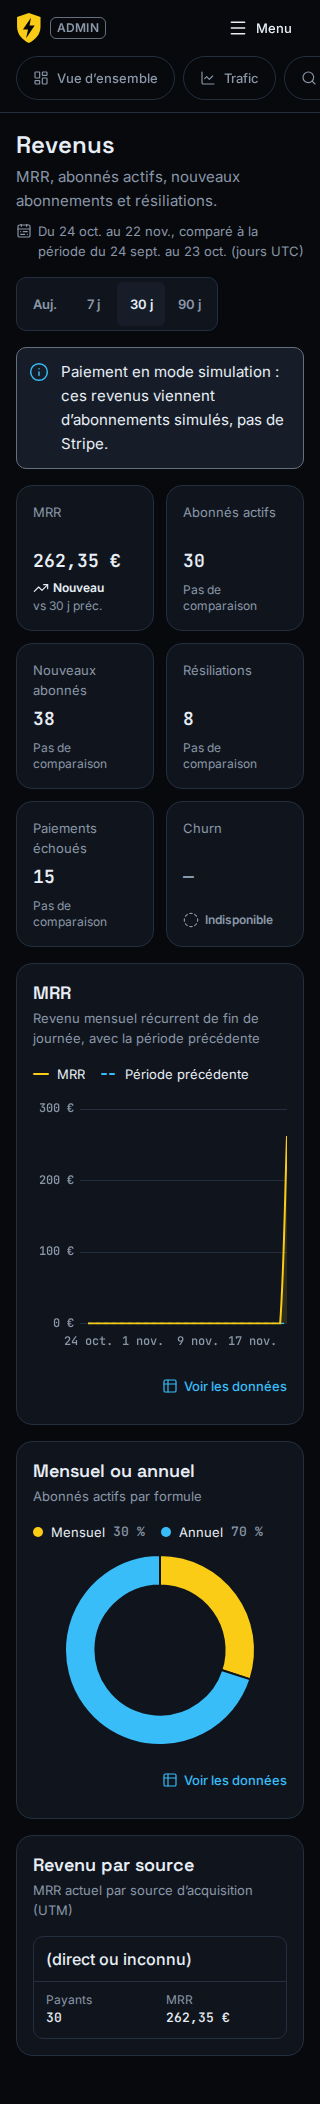 ADMIN
Menu
Vue d'ensemble
Trafic
Revenus
MRR, abonnés actifs, nouveaux
abonnements et résiliations.
Du 24 oct. au 22 nov., comparé à la
période du 24 sept. au 23 oct. (jours UTC)
Auj. 7 j 30 j 90 j
Paiement en mode simulation :
ces revenus viennent
d'abonnements simulés, pas de
Stripe.
MRR
262,35 €
Nouveau
vs 30 j préc.
Abonnés actifs
30
Pas de
comparaison
Nouveaux
abonnés
38
Pas de
comparaison
Résiliations
8
Pas de
comparaison
Paiements
échoués
15
Pas de
comparaison
Churn
—
Indisponible
MRR
Revenu mensuel récurrent de fin de
journée, avec la période précédente
MRR Période précédente
300 €
200 €
100 €
0 €
24 oct. 1 nov. 9 nov. 17 nov.
Voir les données
Mensuel ou annuel
Abonnés actifs par formule
Mensuel 30 % Annuel 70 %
Voir les données
Revenu par source
MRR actuel par source d'acquisition
(UTM)
(direct ou inconnu)
Payants MRR
30 262,35 €